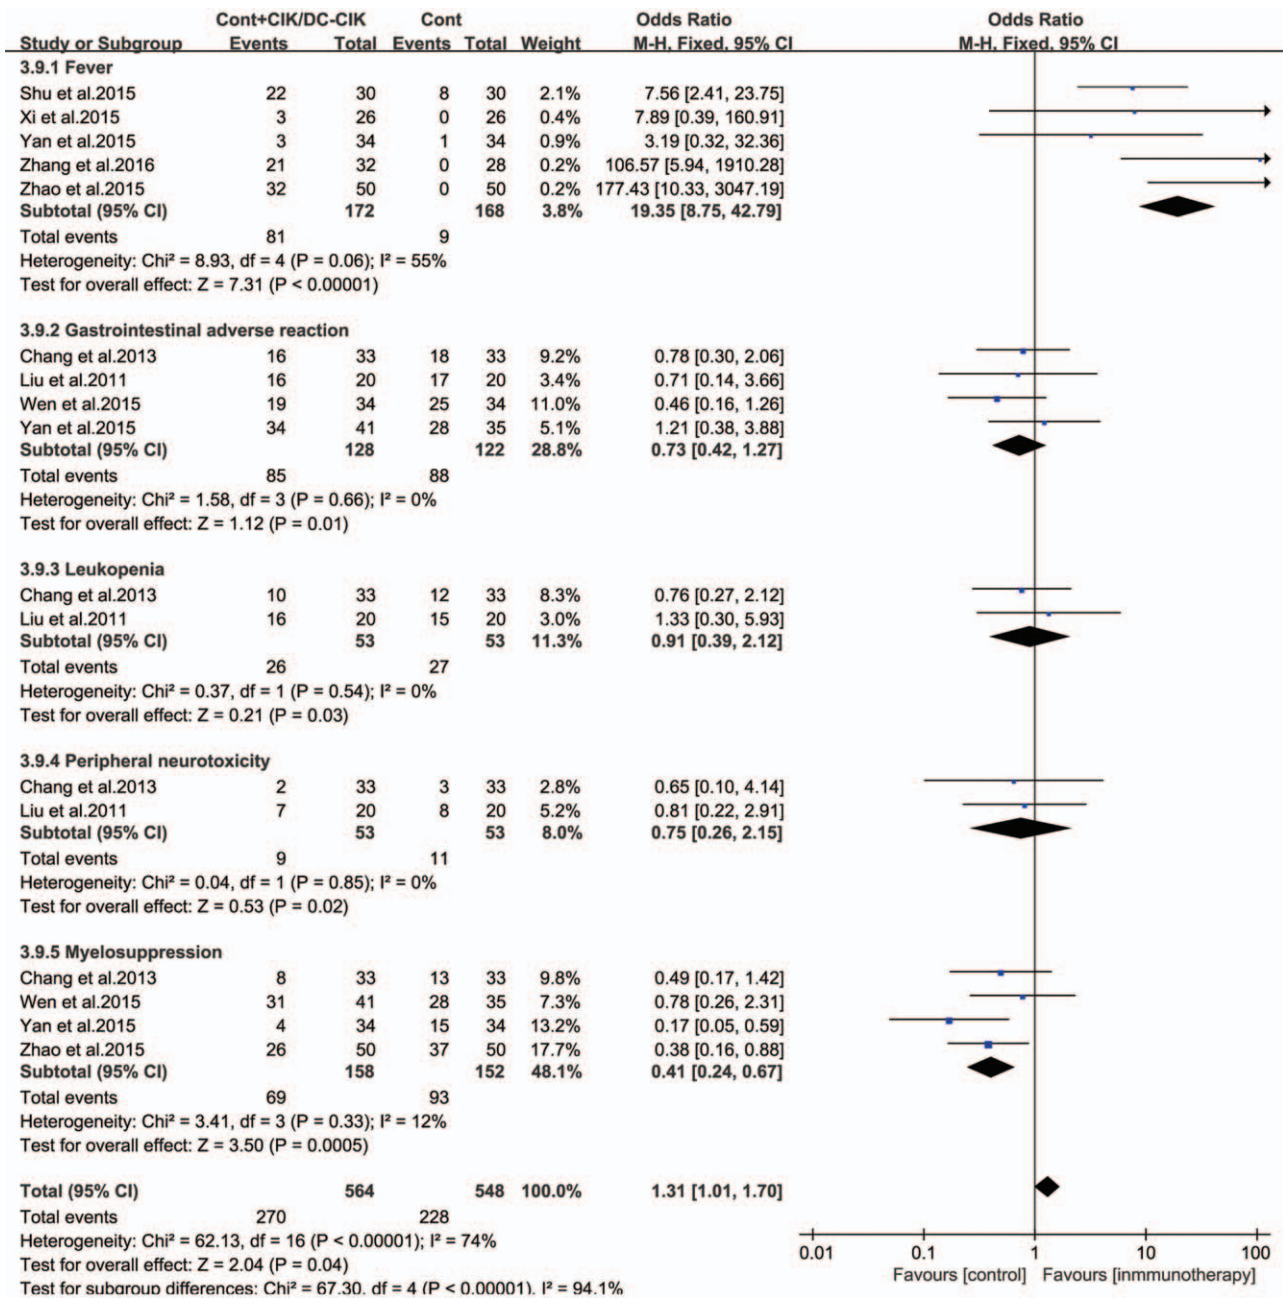 Cont+CIK/DC-CIK Cont Odds Ratio Odds Ratio
Study or Subgroup Events Total Events Total Weight M-H, Fixed, 95% CI M-H, Fixed, 95% CI
3.9.1 Fever
Shu et al.2015 22 30 8 30 2.1% 7.56 [2.41, 23.75]
Xi et al.2015 3 26 0 26 0.4% 7.89 [0.39, 160.91]
Yan et al.2015 3 34 1 34 0.9% 3.19 [0.32, 32.36]
Zhang et al.2016 21 32 0 28 0.2% 106.57 [5.94, 1910.28]
Zhao et al.2015 32 50 0 50 0.2% 177.43 [10.33, 3047.19]
Subtotal (95% CI) 172 168 3.8% 19.35 [8.75, 42.79]
Total events 81 9
Heterogeneity: Chi² = 8.93, df = 4 (P = 0.06); I² = 55%
Test for overall effect: Z = 7.31 (P < 0.00001)
3.9.2 Gastrointestinal adverse reaction
Chang et al.2013 16 33 18 33 9.2% 0.78 [0.30, 2.06]
Liu et al.2011 16 20 17 20 3.4% 0.71 [0.14, 3.66]
Wen et al.2015 19 34 25 34 11.0% 0.46 [0.16, 1.26]
Yan et al.2015 34 41 28 35 5.1% 1.21 [0.38, 3.88]
Subtotal (95% CI) 128 122 28.8% 0.73 [0.42, 1.27]
Total events 85 88
Heterogeneity: Chi² = 1.58, df = 3 (P = 0.66); I² = 0%
Test for overall effect: Z = 1.12 (P = 0.01)
3.9.3 Leukopenia
Chang et al.2013 10 33 12 33 8.3% 0.76 [0.27, 2.12]
Liu et al.2011 16 20 15 20 3.0% 1.33 [0.30, 5.93]
Subtotal (95% CI) 53 53 11.3% 0.91 [0.39, 2.12]
Total events 26 27
Heterogeneity: Chi² = 0.37, df = 1 (P = 0.54); I² = 0%
Test for overall effect: Z = 0.21 (P = 0.03)
3.9.4 Peripheral neurotoxicity
Chang et al.2013 2 33 3 33 2.8% 0.65 [0.10, 4.14]
Liu et al.2011 7 20 8 20 5.2% 0.81 [0.22, 2.91]
Subtotal (95% CI) 53 53 8.0% 0.75 [0.26, 2.15]
Total events 9 11
Heterogeneity: Chi² = 0.04, df = 1 (P = 0.85); I² = 0%
Test for overall effect: Z = 0.53 (P = 0.02)
3.9.5 Myelosuppression
Chang et al.2013 8 33 13 33 9.8% 0.49 [0.17, 1.42]
Wen et al.2015 31 41 28 35 7.3% 0.78 [0.26, 2.31]
Yan et al.2015 4 34 15 34 13.2% 0.17 [0.05, 0.59]
Zhao et al.2015 26 50 37 50 17.7% 0.38 [0.16, 0.88]
Subtotal (95% CI) 158 152 48.1% 0.41 [0.24, 0.67]
Total events 69 93
Heterogeneity: Chi² = 3.41, df = 3 (P = 0.33); I² = 12%
Test for overall effect: Z = 3.50 (P = 0.0005)
Total (95% CI) 564 548 100.0% 1.31 [1.01, 1.70]
Total events 270 228
Heterogeneity: Chi² = 62.13, df = 16 (P < 0.00001); I² = 74%
Test for overall effect: Z = 2.04 (P = 0.04)
Test for subgroup differences: Chi² = 67.30, df = 4 (P < 0.00001), I² = 94.1%
0.01 0.1 1 10 100
Favours [control] Favours [inmmunotherapy]